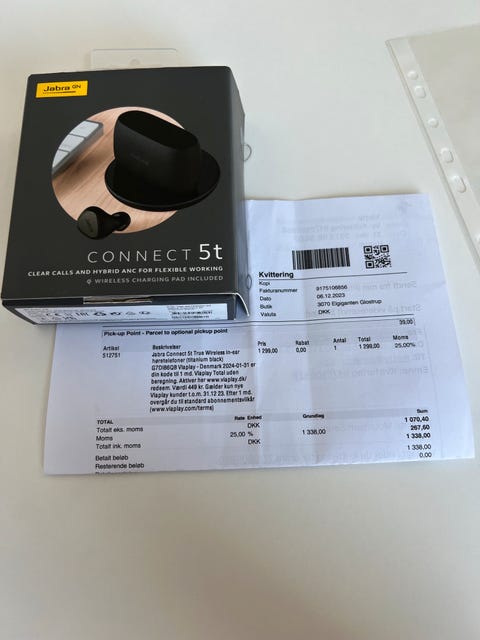 Jabra GN
CONNECT 5t
CLEAR CALLS AND HYBRID ANC FOR FLEXIBLE WORKING
WIRELESS CHARGING PAD INCLUDED
Kvittering
Kopi
Fakturanummer 9175106856
Dato 06.12.2023
Butik 3070 Elgiganten Glostrup
Valuta DKK
39,00
Pick-up Point - Parcel to optional pickup point
Artikel Beskrivelser Pris Rabat Antal Total Moms
512751 Jabra Connect 5t True Wireless in-ear 1 299,00 0,00 1 1 299,00 25,00%
høretelefoner (titanium black)
G7DIB6QB Viaplay - Denmark 2024-01-31 er
din kode til 1 md. Viaplay Total uden
beregning. Aktiver her www.viaplay.dk/
redeem. Værdi 449 kr. Gælder kun nye
Viaplay kunder t.o.m. 31.12 23. Efter 1 md.
overgår du til standard abonnementsvilkår
(www.viaplay.com/terms)
Rate Enhed Grundlag Sum
TOTAL
Totalt eks. moms DKK 1 070,40
Moms 25,00 % 1 338,00 267,60
Totalt ink. moms DKK 1 338,00
Betalt beløb 1 338,00
Resterende beløb 0,00